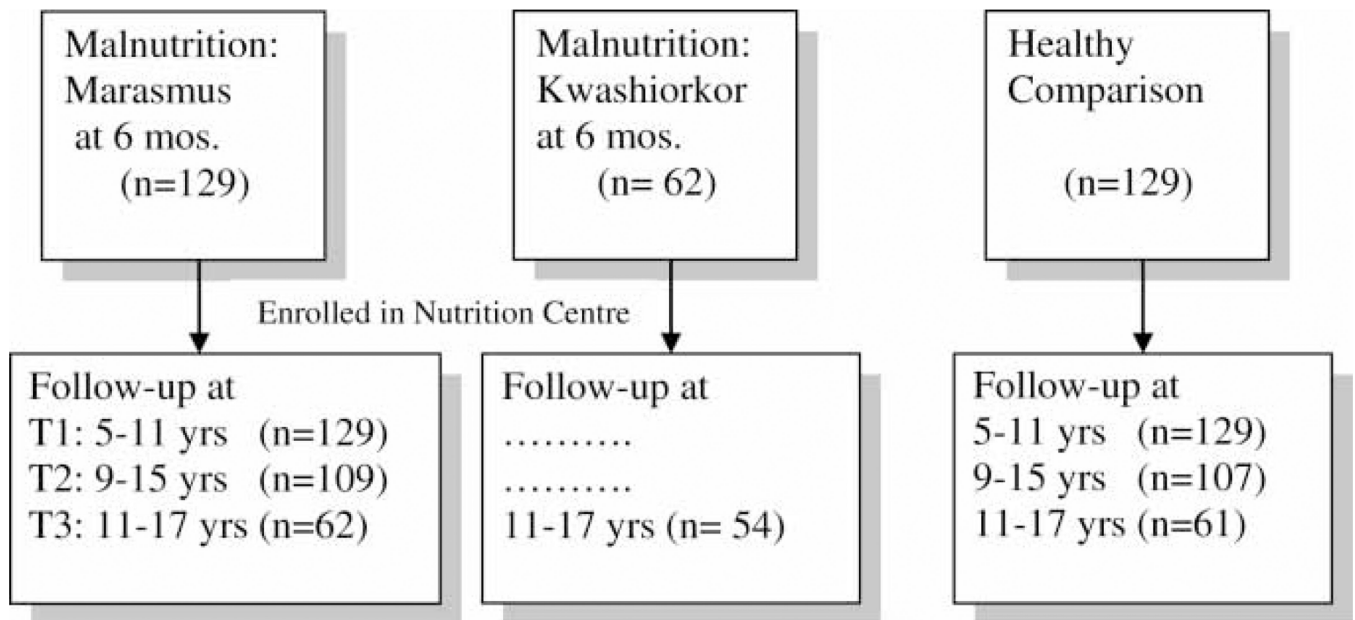 Malnutrition:
Marasmus
at 6 mos.
(n=129)
Malnutrition:
Kwashiorkor
at 6 mos.
(n= 62)
Healthy
Comparison
(n=129)
Enrolled in Nutrition Centre
Follow-up at
T1: 5-11 yrs (n=129)
T2: 9-15 yrs (n=109)
T3: 11-17 yrs (n=62)
Follow-up at
..........
..........
11-17 yrs (n= 54)
Follow-up at
5-11 yrs (n=129)
9-15 yrs (n=107)
11-17 yrs (n=61)